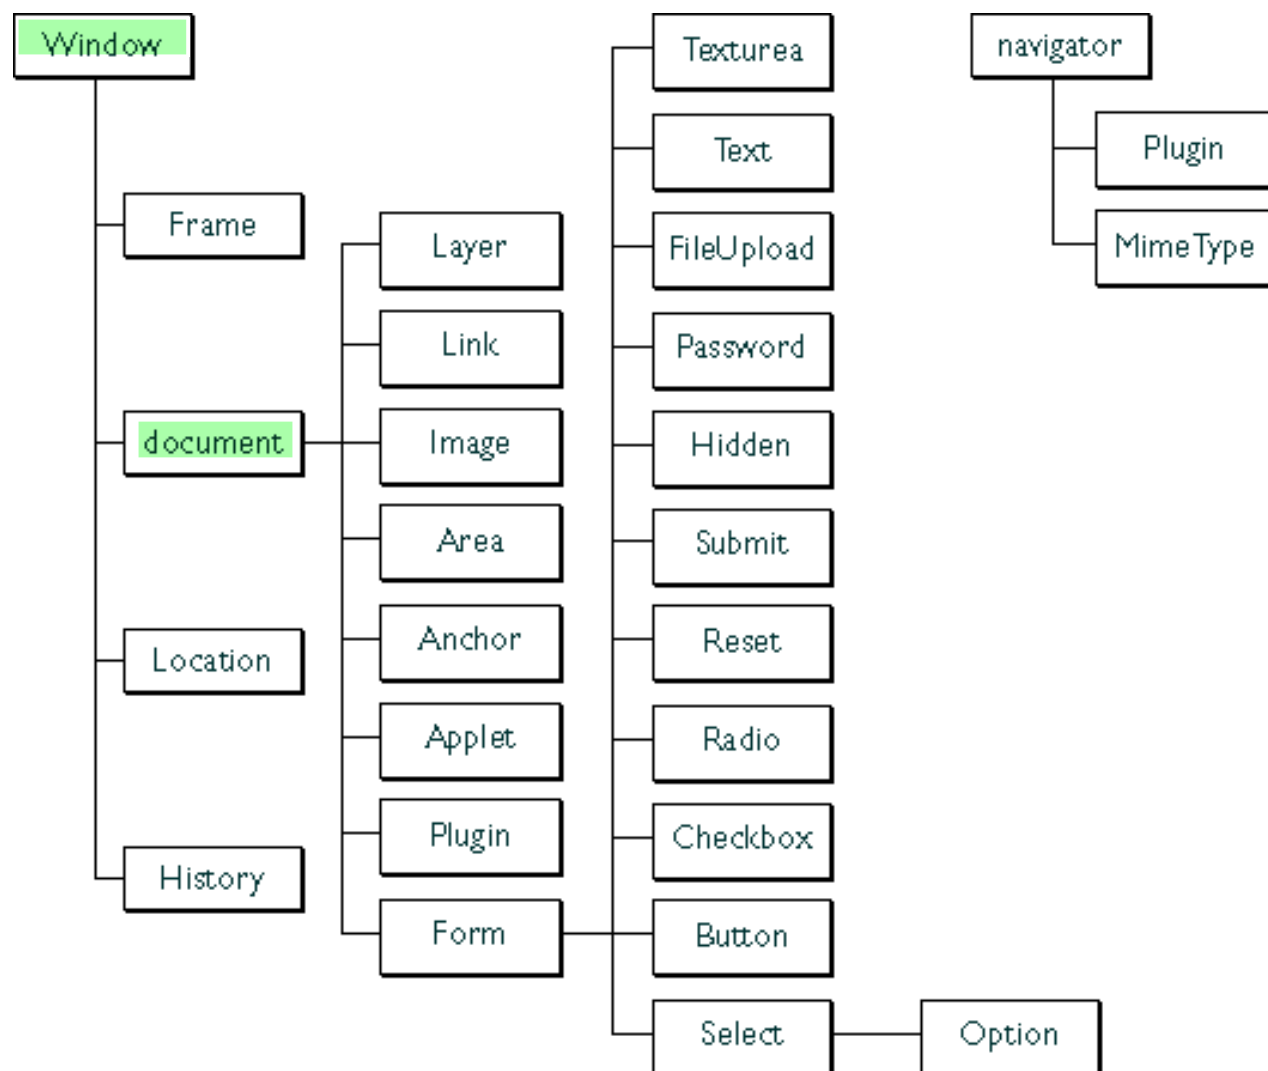 Window
Frame
document
Location
History
Layer
Link
Image
Area
Anchor
Applet
Plugin
Form
Texturea
Text
FileUpload
Password
Hidden
Submit
Reset
Radio
Checkbox
Button
Select
Option
navigator
Plugin
MimeType